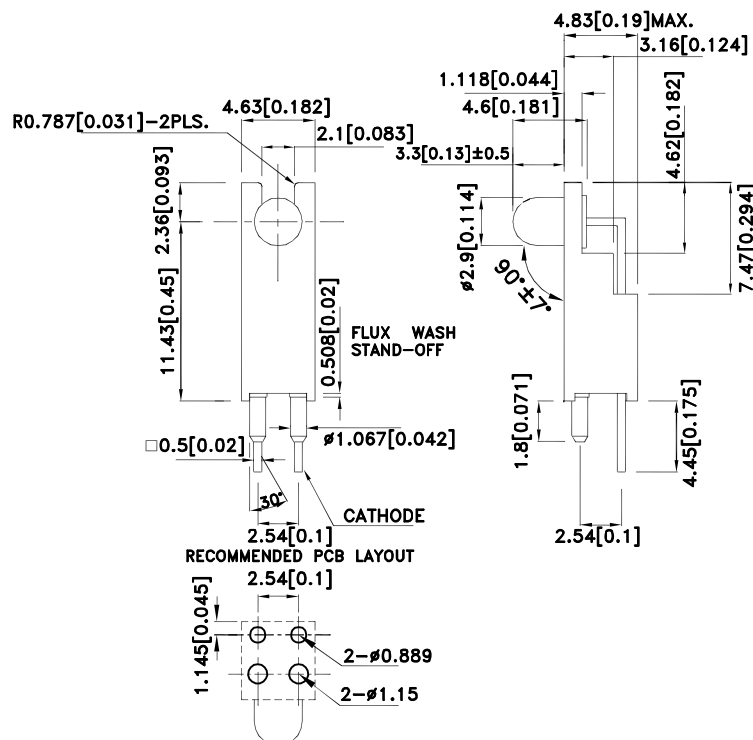 4.83[0.19]MAX.
3.16[0.124]
1.118[0.044]
4.63[0.182]
4.6[0.181]
R0.787[0.031]-2PLS.
2.1[0.083]
3.3[0.13]±0.5
4.62[0.182]
2.36[0.093]
ø2.9[0.114]
7.47[0.294]
90°±7°
11.43[0.45]
0.508[0.02]
FLUX WASH
STAND-OFF
1.8[0.071]
4.45[0.175]
ø1.067[0.042]
□0.5[0.02]
30°
CATHODE
2.54[0.1]
2.54[0.1]
RECOMMENDED PCB LAYOUT
2.54[0.1]
1.145[0.045]
2-ø0.889
2-ø1.15